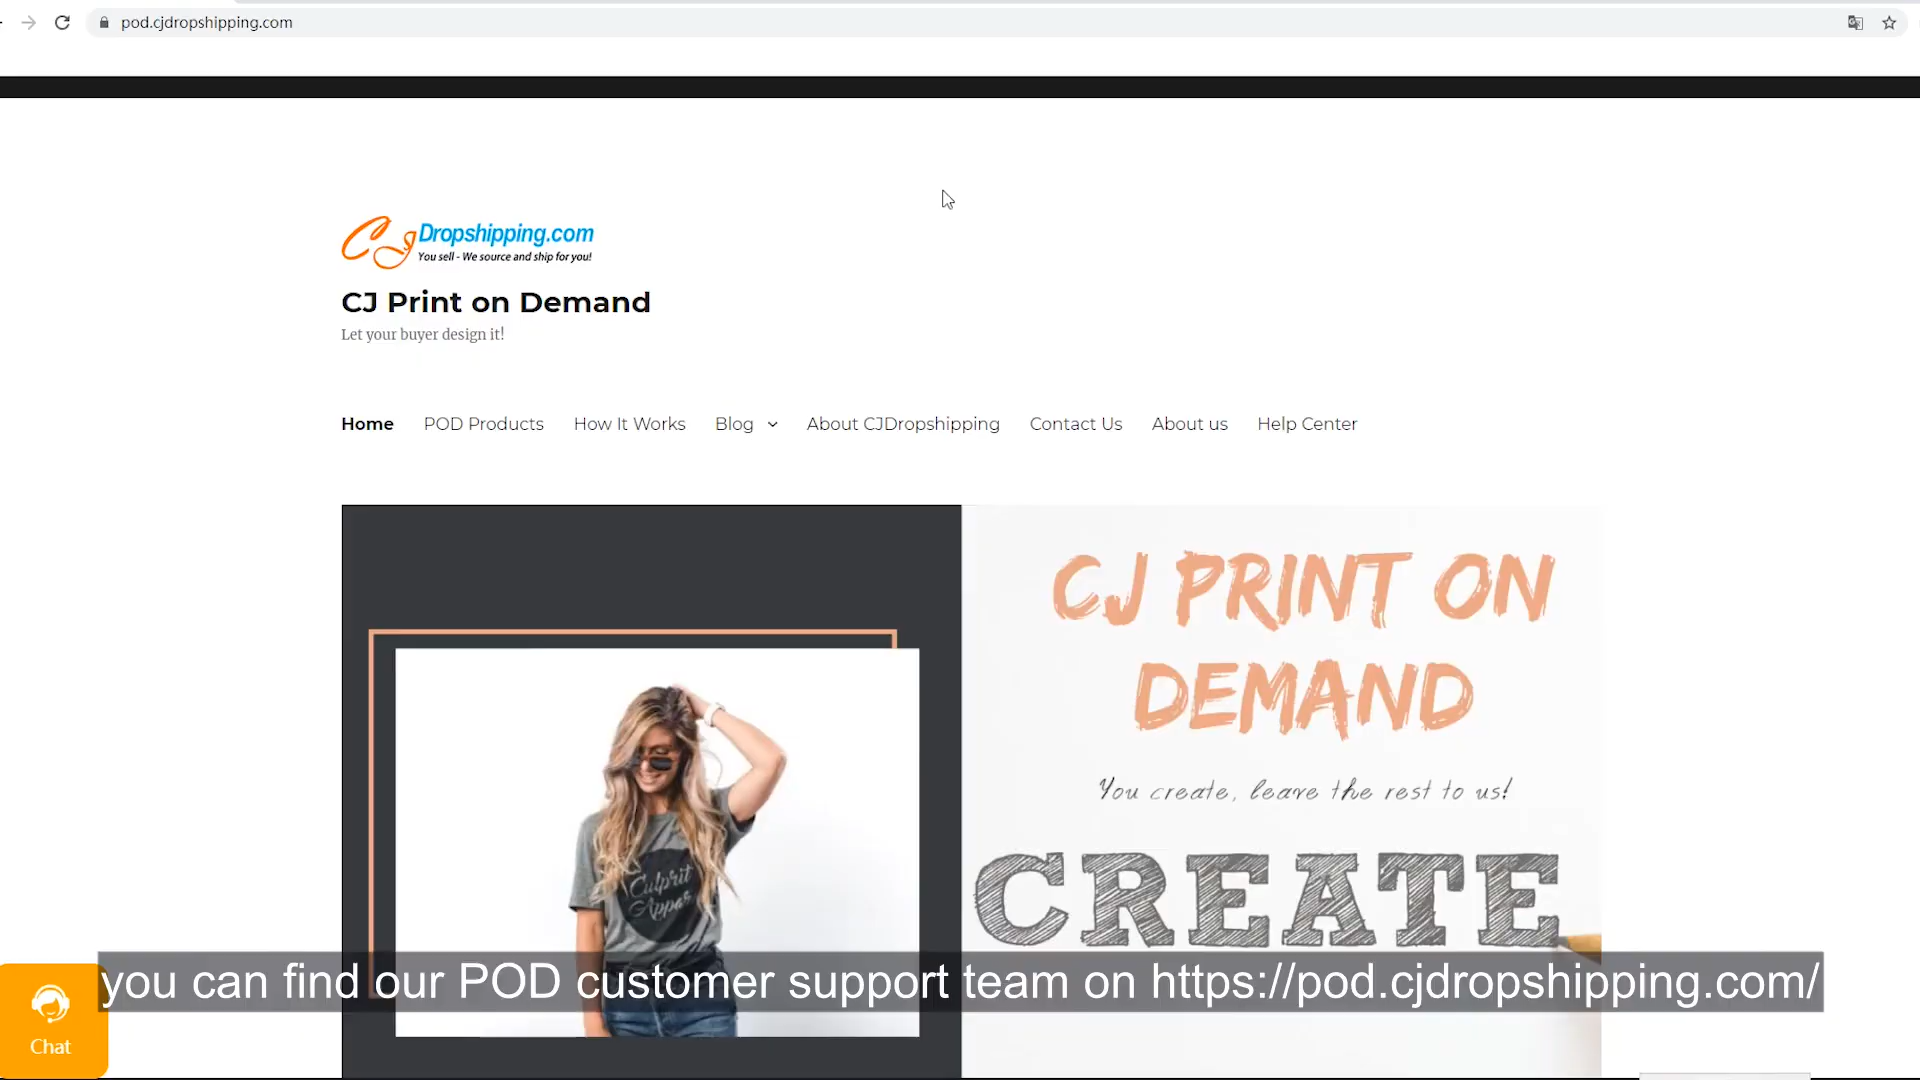 pod.cjdropshipping.com
CJ Dropshipping.com
You sell - We source and ship for you!
CJ Print on Demand
Let your buyer design it!
Home POD Products How It Works Blog About CJDropshipping Contact Us About us Help Center
CJ PRINT ON
DEMAND
You create, leave the rest to us!
CREATE
Culprit
you can find our POD customer support team on https://pod.cjdropshipping.com/
Chat